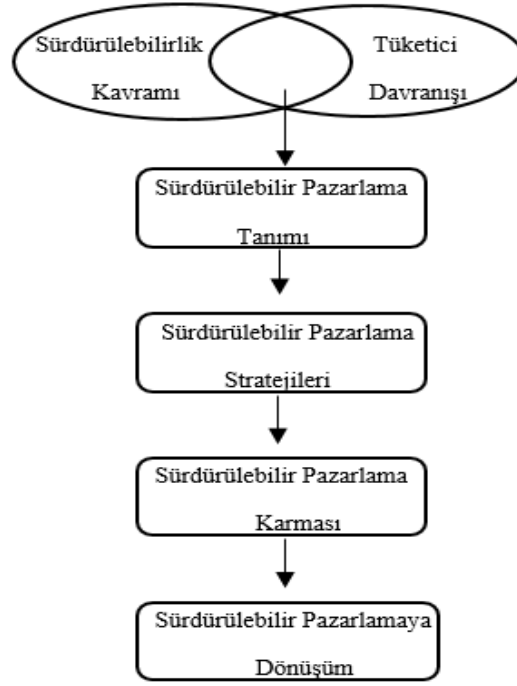 Sürdürülebilirlik
Kavramı
Tüketici
Davranışı
Sürdürülebilir Pazarlama
Tanımı
Sürdürülebilir Pazarlama
Stratejileri
Sürdürülebilir Pazarlama
Karması
Sürdürülebilir Pazarlamaya
Dönüşüm